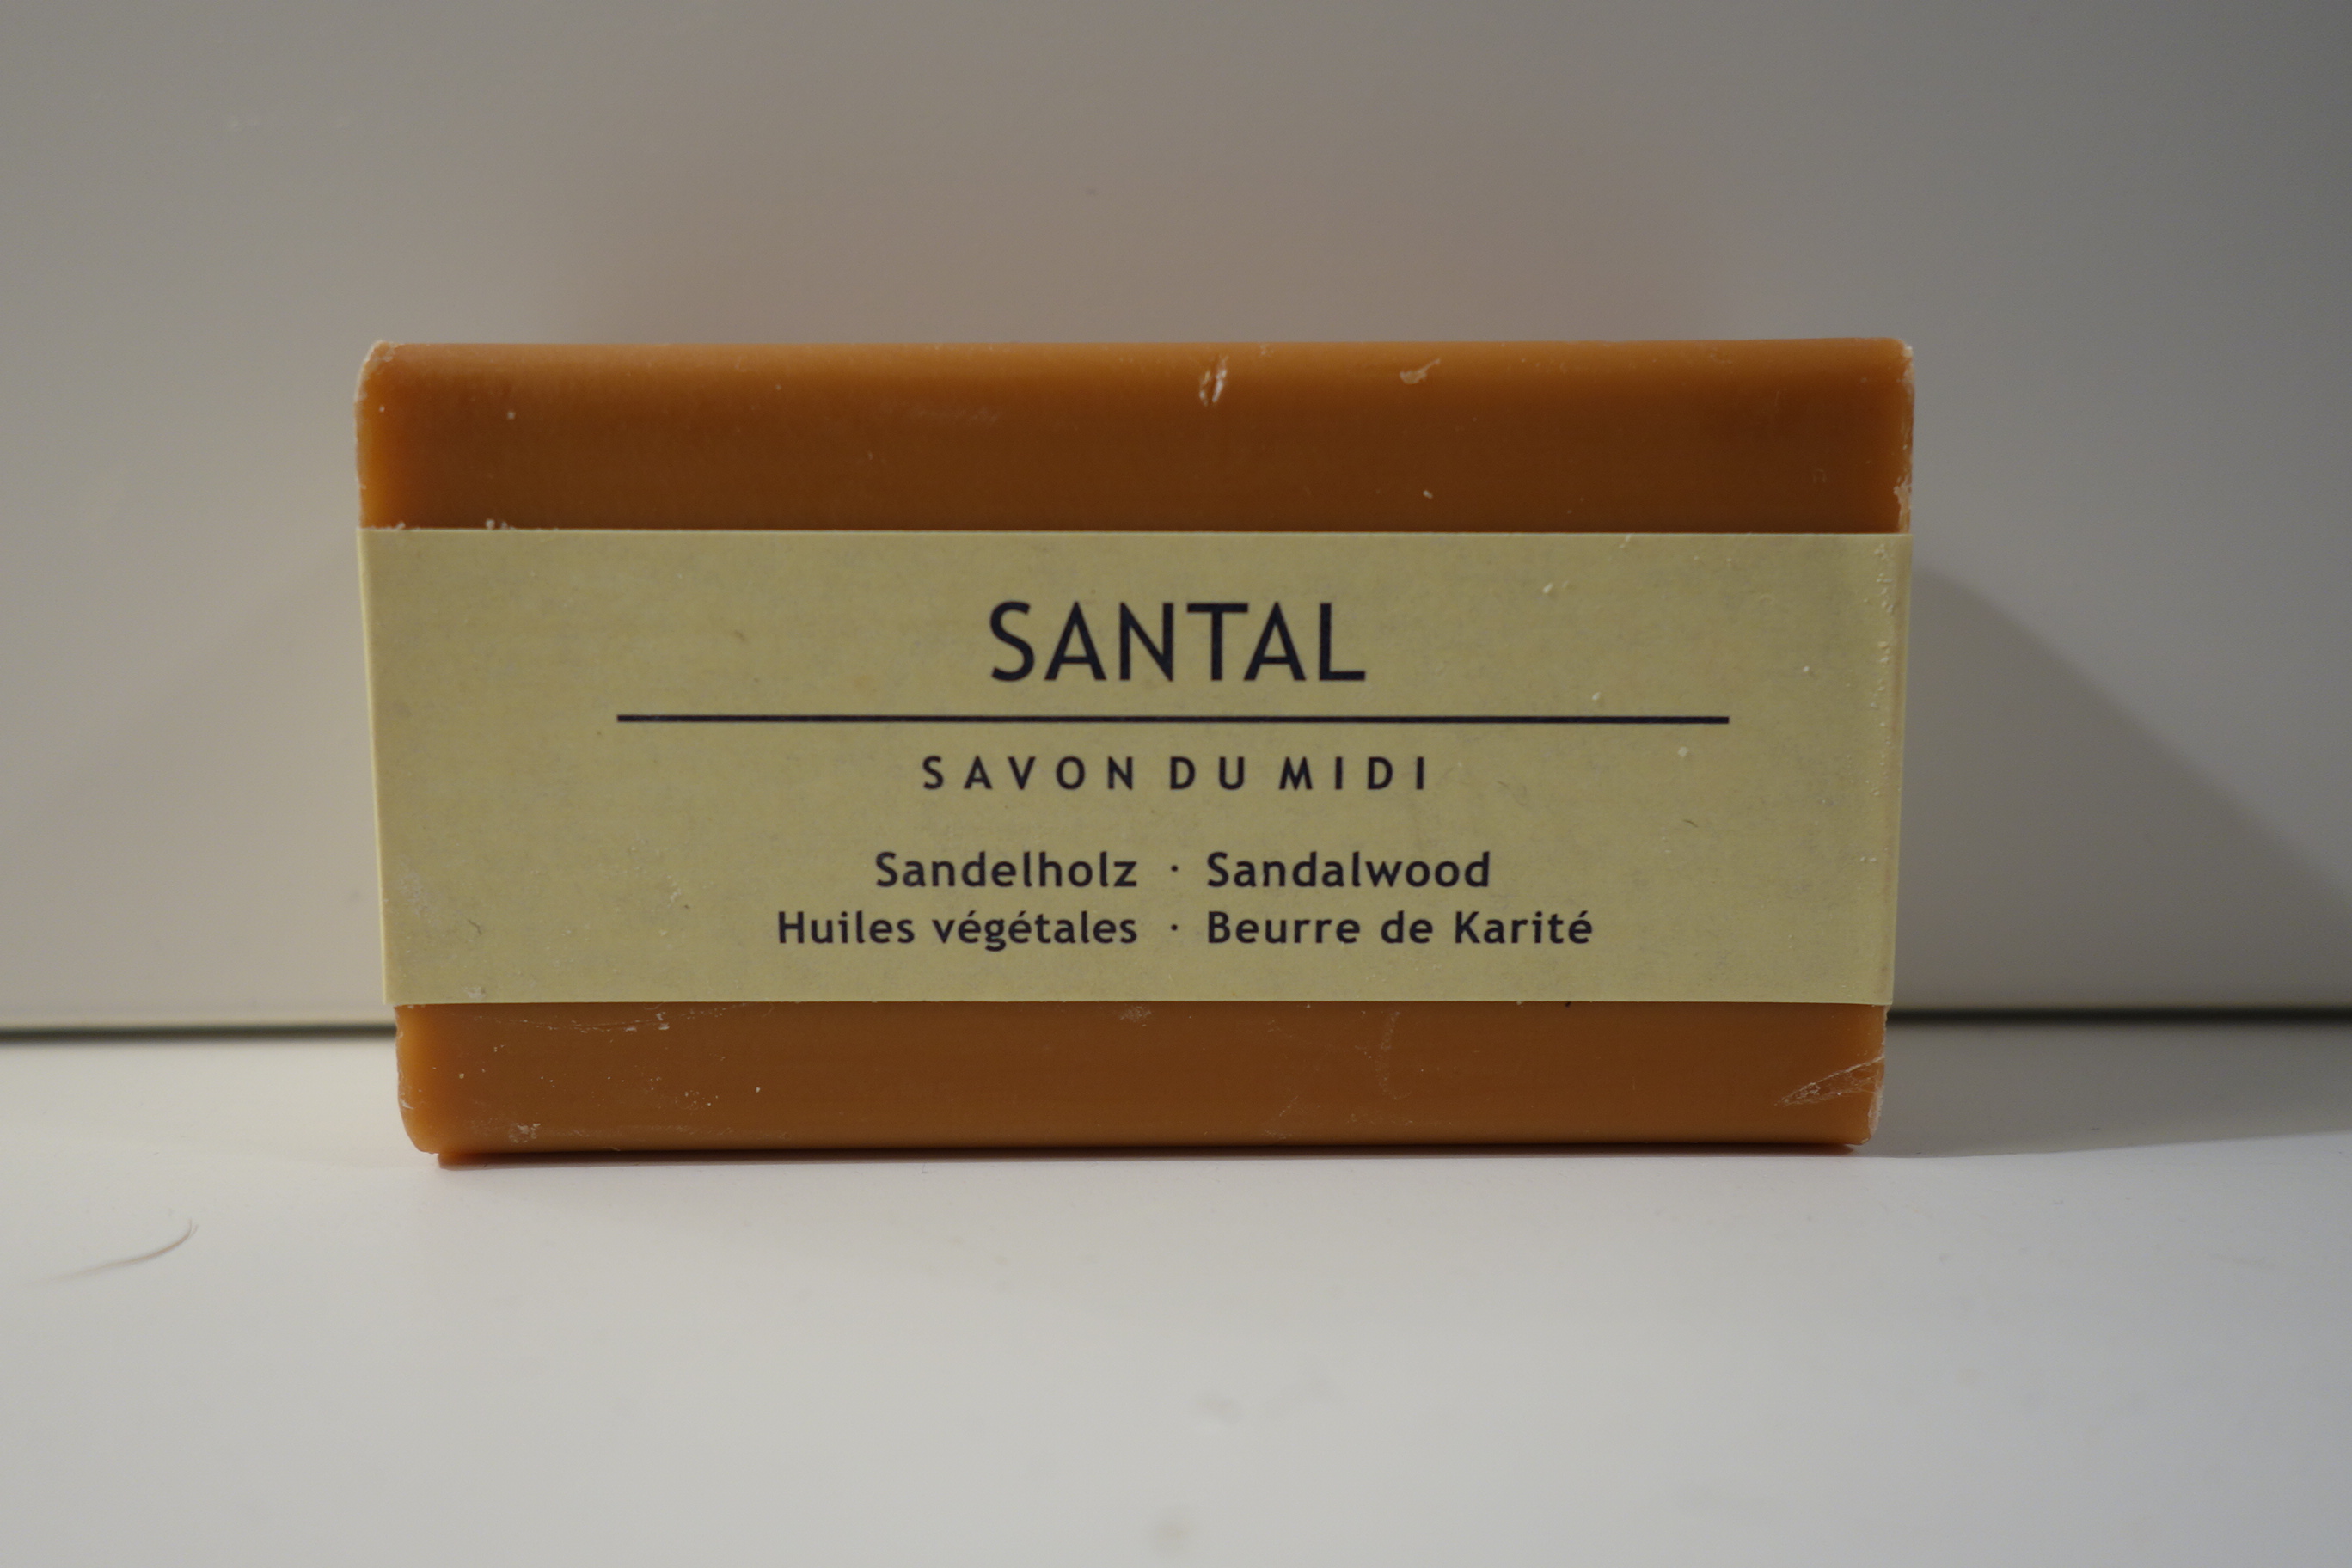 SANTAL
SAVON DU MIDI
Sandelholz · Sandalwood
Huiles végétales · Beurre de Karité